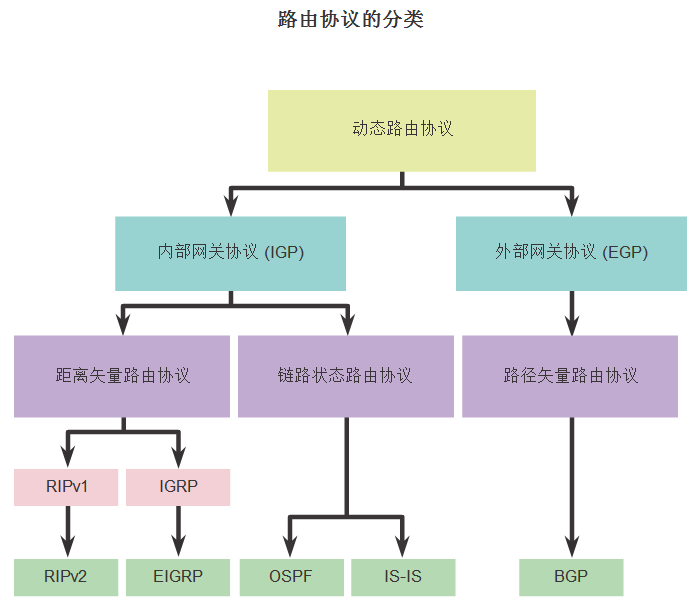 路由协议的分类
动态路由协议
内部网关协议 (IGP)
外部网关协议 (EGP)
距离矢量路由协议
链路状态路由协议
路径矢量路由协议
RIPv1
IGRP
RIPv2
EIGRP
OSPF
IS-IS
BGP